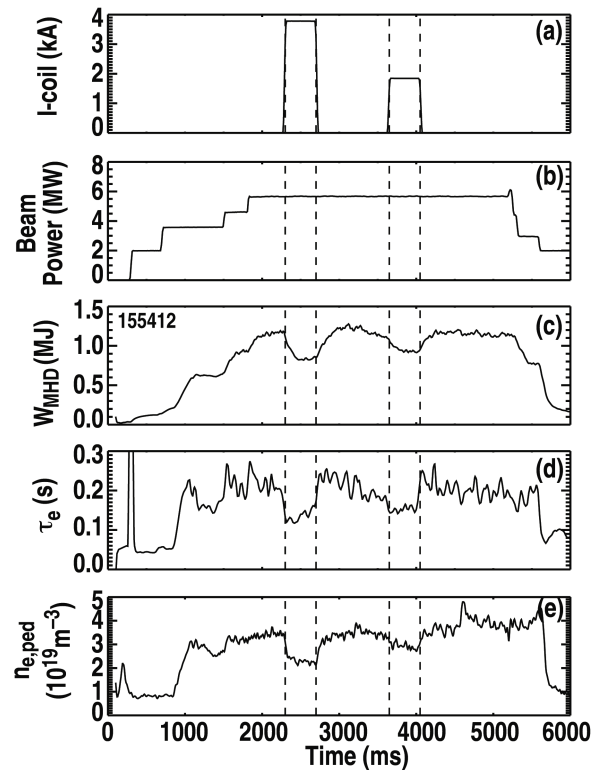 I-coil (kA)
4
3
2
1
0
(a)
Beam
Power (MW)
8
6
4
2
0
(b)
W_MHD (MJ)
1.5
1.0
0.5
0.0
155412
(c)
τ_e (s)
0.3
0.2
0.1
0.0
(d)
n_e,ped
(10^19 m^−3)
5
4
3
2
1
0
(e)
0 1000 2000 3000 4000 5000 6000
Time (ms)